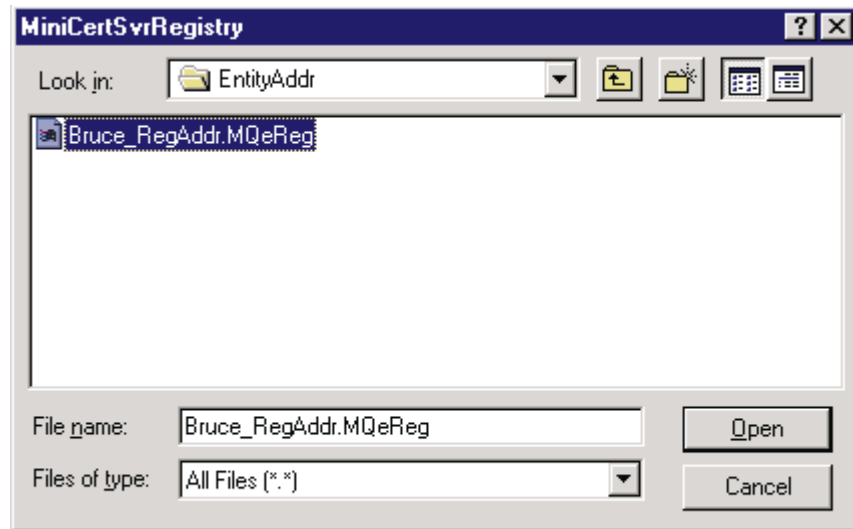 MiniCertSvrRegistry
Look in: EntityAddr
Bruce_RegAddr.MQeReg
File name: Bruce_RegAddr.MQeReg Open
Files of type: All Files (*.*) Cancel